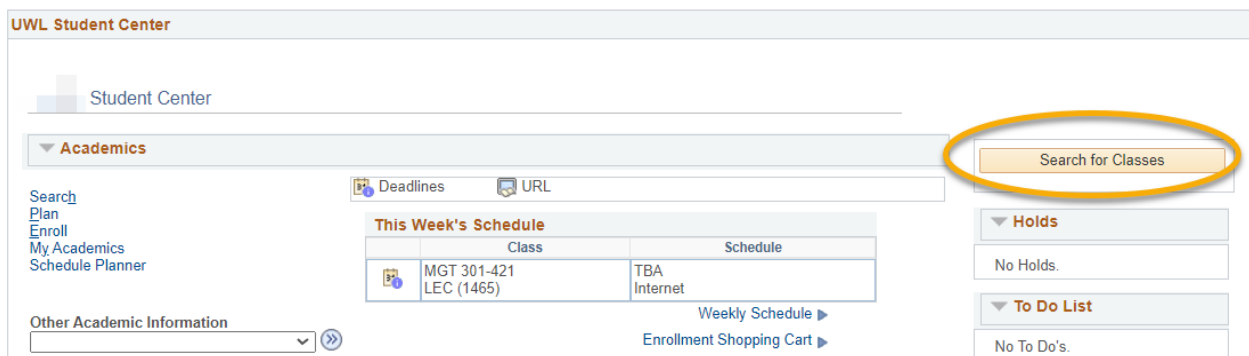 UWL Student Center
Student Center
Academics
Search
Plan
Enroll
My Academics
Schedule Planner
Other Academic Information
Deadlines
URL
This Week's Schedule
Class Schedule
MGT 301-421 TBA
LEC (1465) Internet
Weekly Schedule
Enrollment Shopping Cart
Search for Classes
Holds
No Holds.
To Do List
No To Do's.